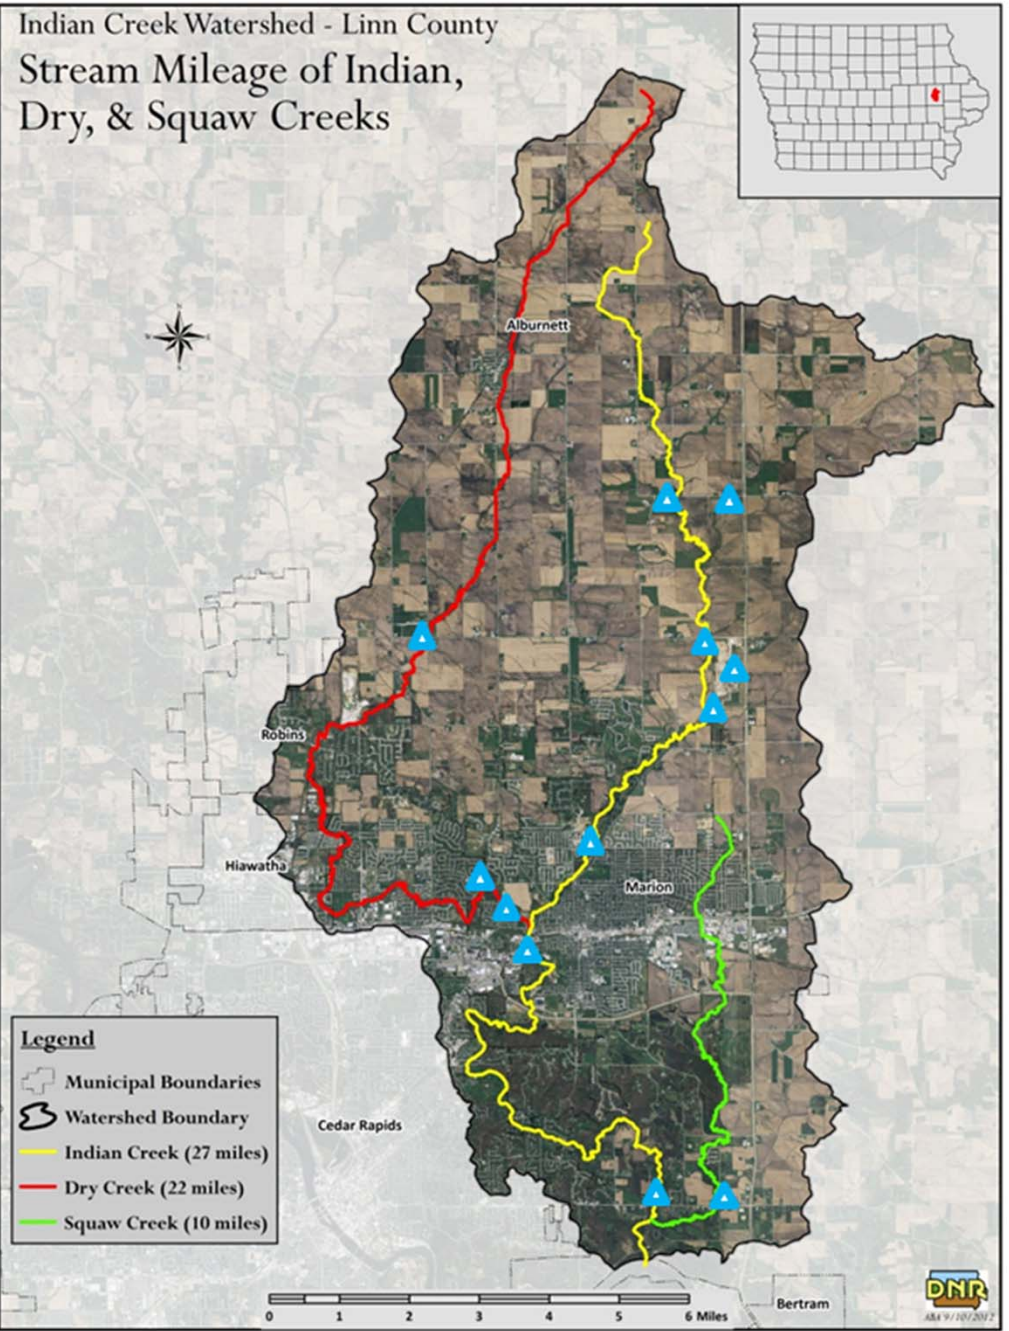 Indian Creek Watershed - Linn County
Stream Mileage of Indian,
Dry, & Squaw Creeks
N
Alburnett
Robins
Hiawatha
Marion
Cedar Rapids
Legend
Municipal Boundaries
Watershed Boundary
Indian Creek (27 miles)
Dry Creek (22 miles)
Squaw Creek (10 miles)
0 1 2 3 4 5 6 Miles
Bertram
DNR